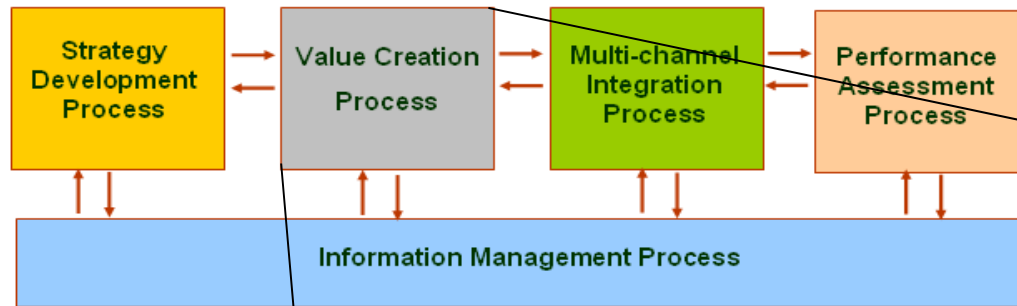 Strategy
Development
Process
Value Creation
Process
Multi-channel
Integration
Process
Performance
Assessment
Process
Information Management Process